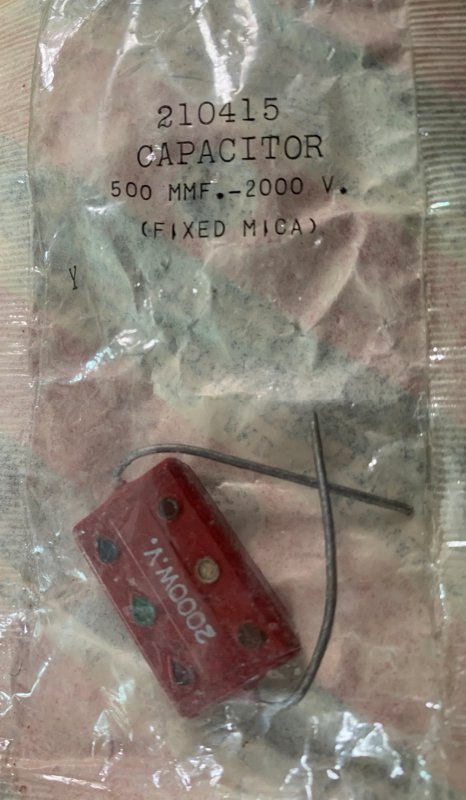 210415
CAPACITOR
500 MMF.-2000 V.
(FIXED MICA)
Y
2000W.V.